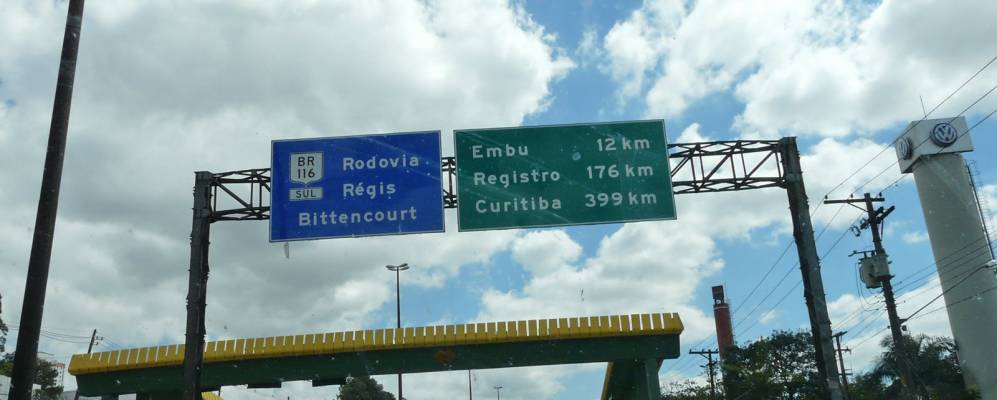 BR
116
SUL
Rodovia
Régis
Bittencourt
Embu 12 km
Registro 176 km
Curitiba 399 km